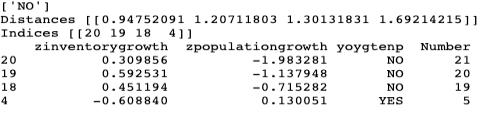 ['NO']
Distances [[0.94752091 1.20711803 1.30131831 1.69214215]]
Indices [[20 19 18  4]]
    zinventorygrowth  zpopulationgrowth yoygtenp  Number
20          0.309856          -1.983281       NO      21
19          0.592531          -1.137948       NO      20
18          0.451194          -0.715282       NO      19
4          -0.608840           0.130051      YES       5